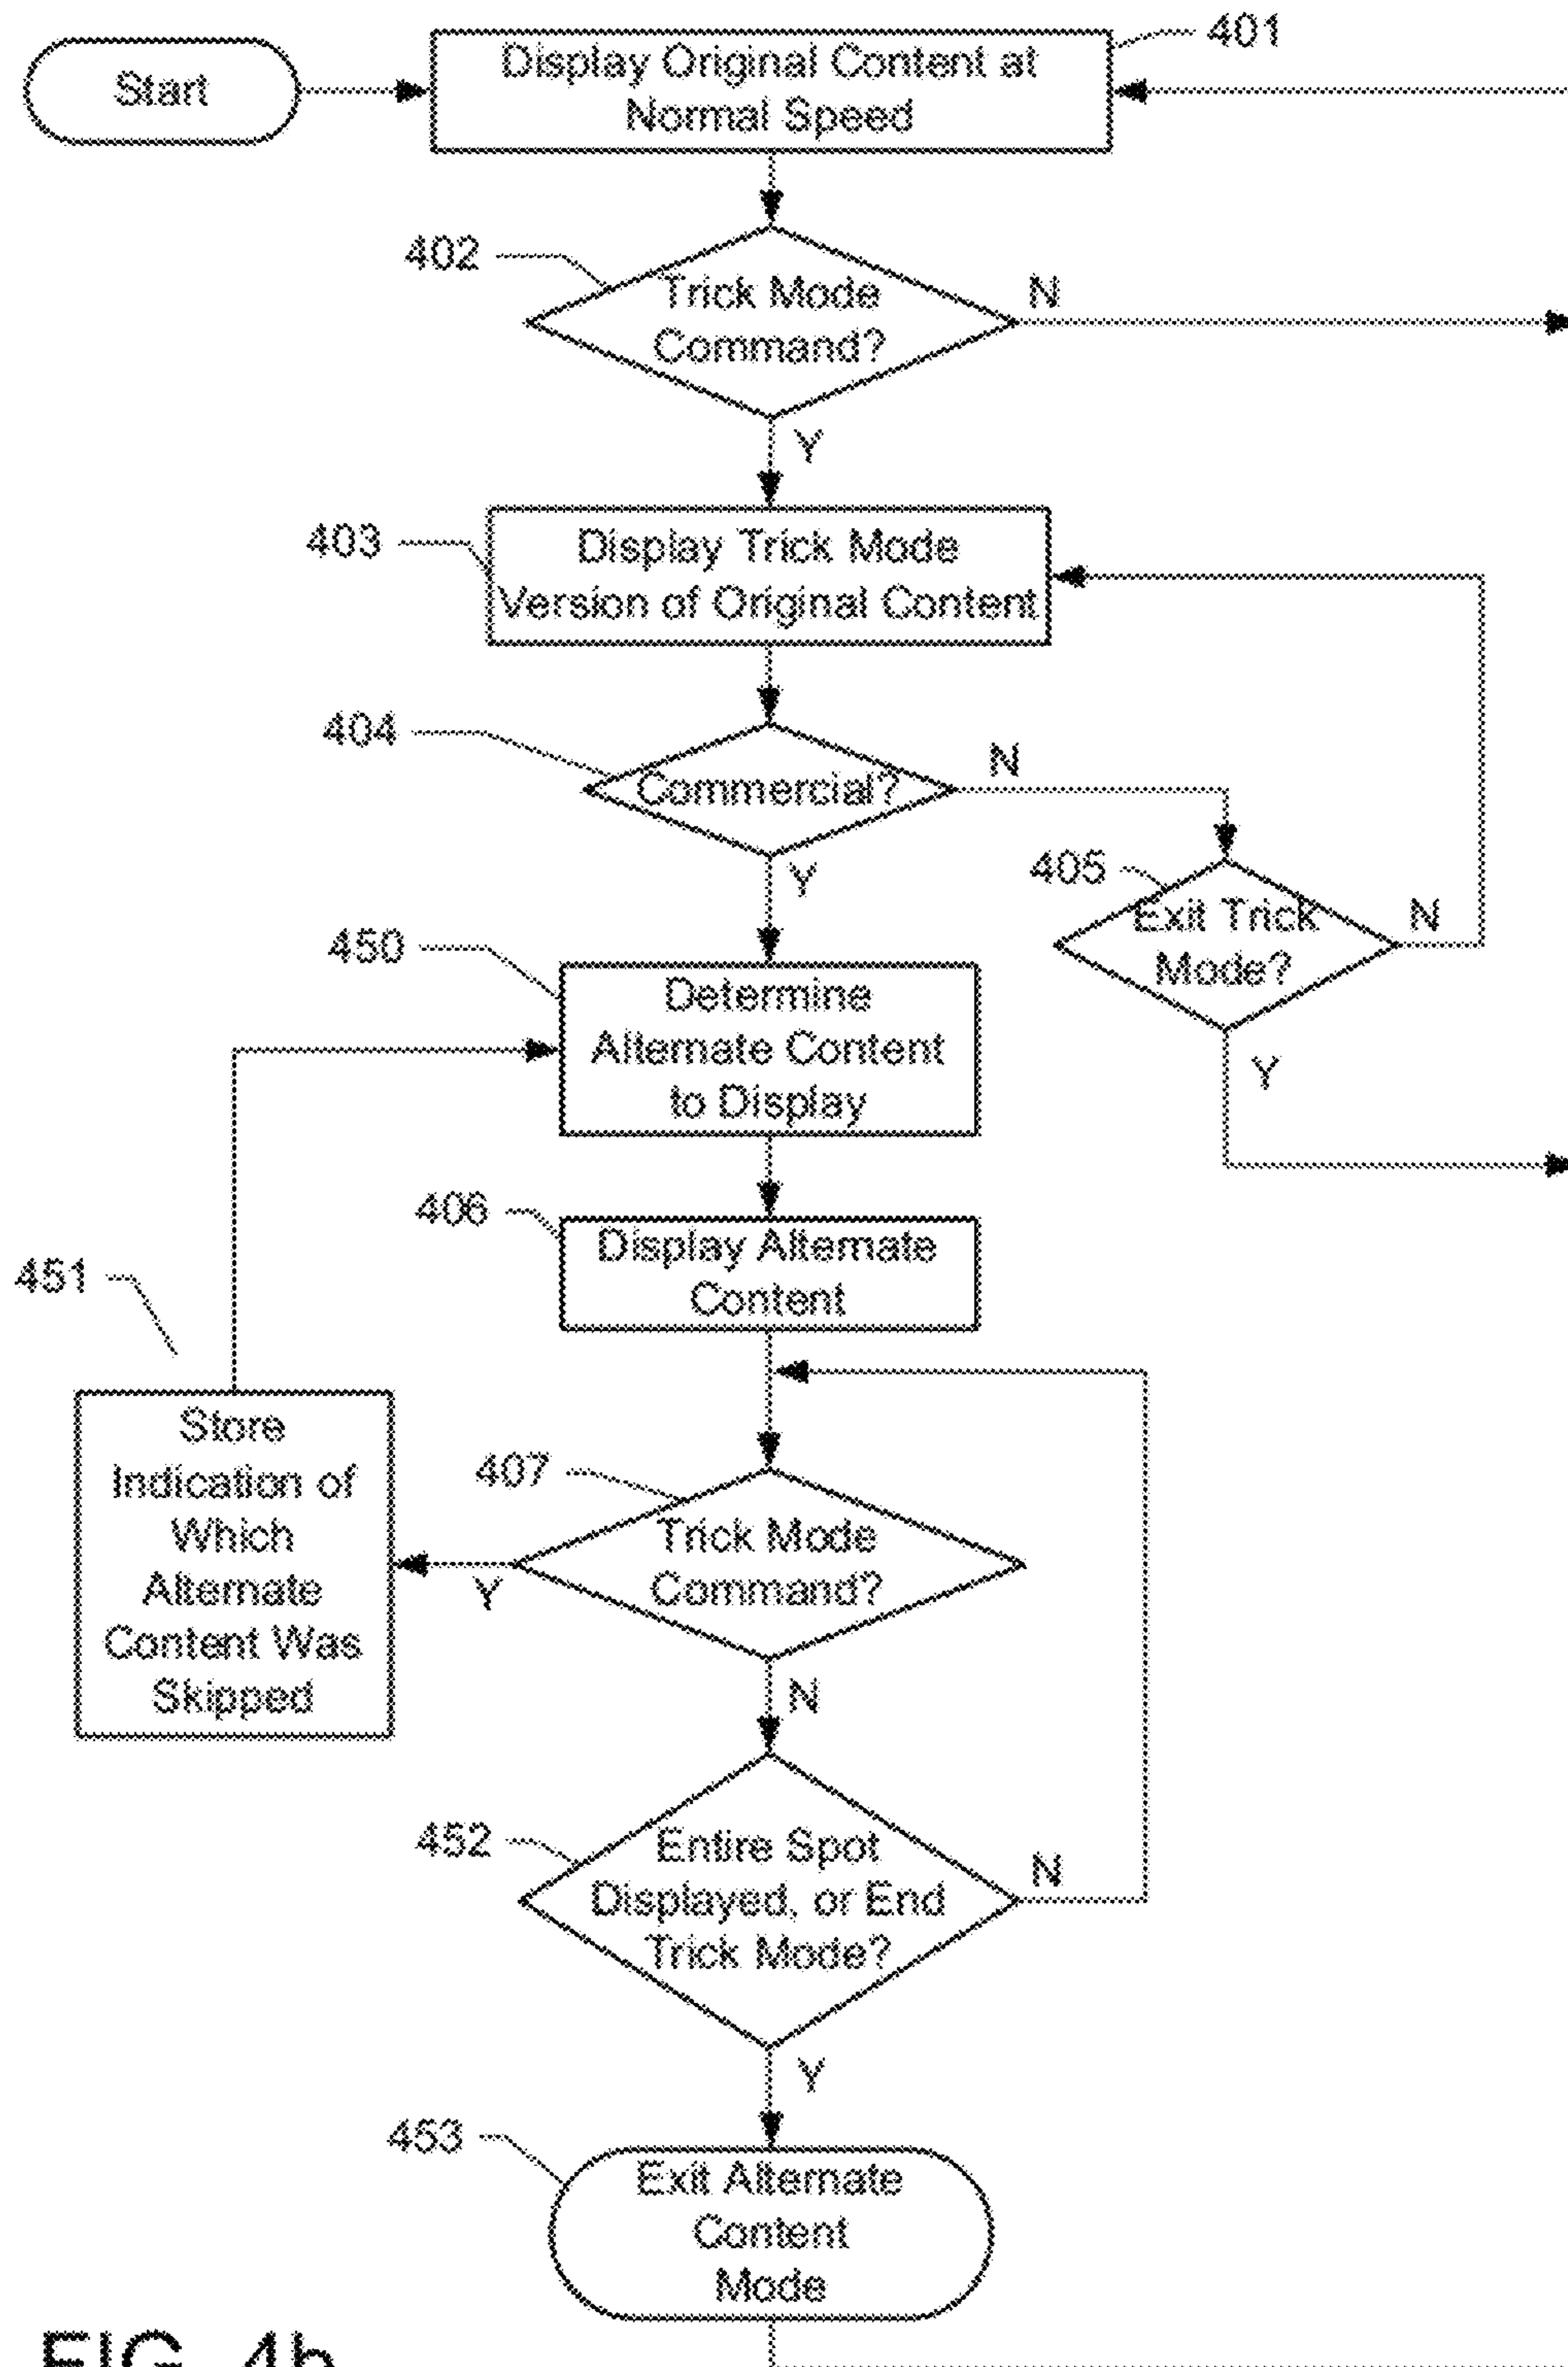 Start
Display Original Content at
Normal Speed
401
402
Trick Mode
Command?
N
Y
403
Display Trick Mode
Version of Original Content
404
Commercial?
N
Y
405
Exit Trick
Mode?
N
Y
450
Determine
Alternate Content
to Display
406
Display Alternate
Content
451
Store
Indication of
Which
Alternate
Content Was
Skipped
407
Trick Mode
Command?
Y
N
452
Entire Spot
Displayed, or End
Trick Mode?
N
Y
453
Exit Alternate
Content
Mode
FIG. 4b